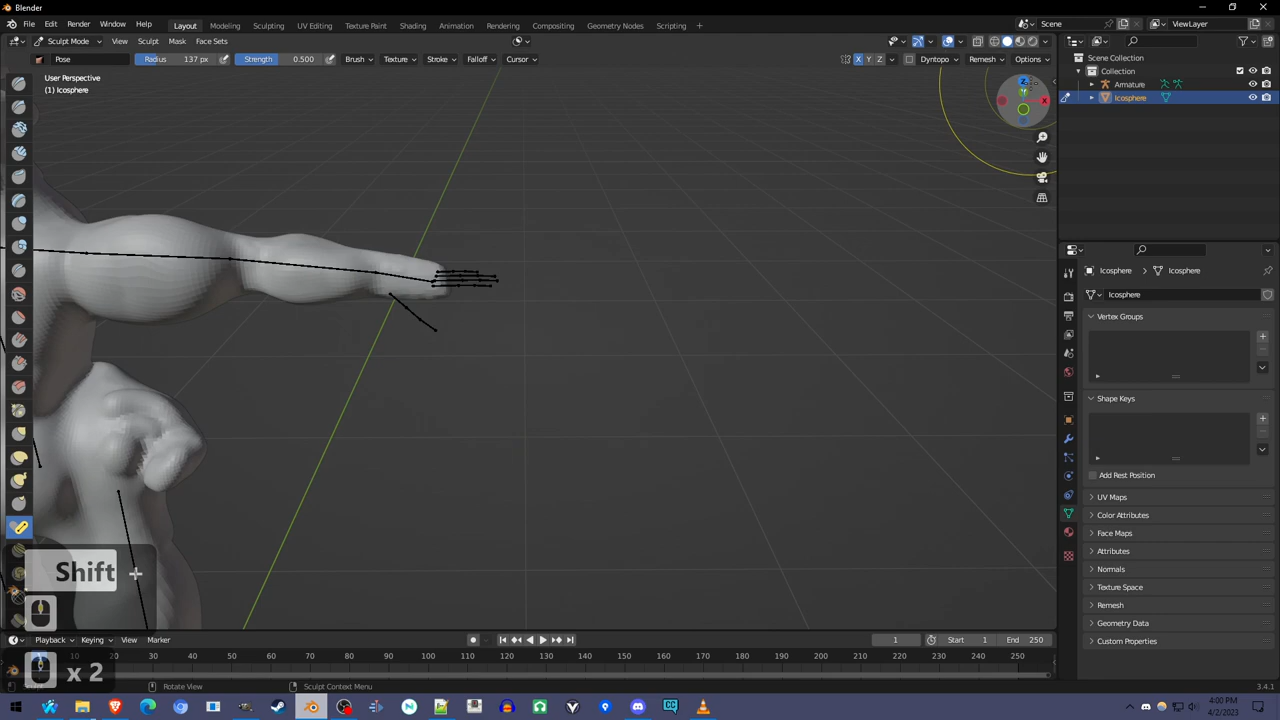 Blender
File Edit Render Window Help Layout Modeling Sculpting UV Editing Texture Paint Shading Animation Rendering Compositing Geometry Nodes Scripting + Scene ViewLayer
Sculpt Mode View Sculpt Mask Face Sets
Pose Radius 137 px Strength 0.500 Brush Texture Stroke Falloff Cursor X Y Z Dyntopo Remesh Options
User Perspective
(1) Icosphere
Z
Y
X
Scene Collection
Collection
Armature
Icosphere
Icosphere > Icosphere
Icosphere
Vertex Groups
Shape Keys
Add Rest Position
UV Maps
Color Attributes
Face Maps
Attributes
Normals
Texture Space
Remesh
Geometry Data
Custom Properties
Shift +
x 2
Playback Keying View Marker 1 Start 1 End 250
10 20 30 40 50 60 70 80 90 100 110 120 130 140 150 160 170 180 190 200 210 220 230 240 250
Sculpt Rotate View Sculpt Context Menu 3.4.1
4:00 PM
4/2/2023